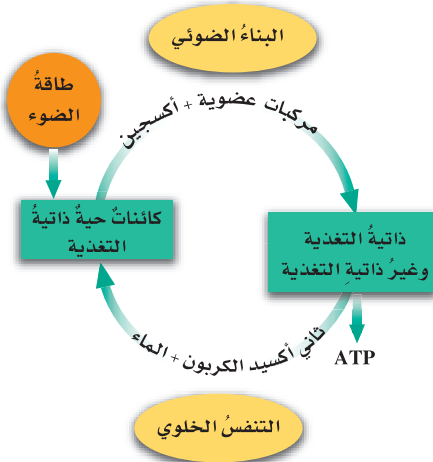 البناءُ الضوئي
طاقةُ
الضوء
مركبات عضوية + أكسجين
كائناتٌ حيةٌ ذاتيةُ
التغذية
ذاتيةُ التغذية
وغيرُ ذاتيةِ التغذية
ثاني أكسيد الكربون + الماء
ATP
التنفسُ الخلوي